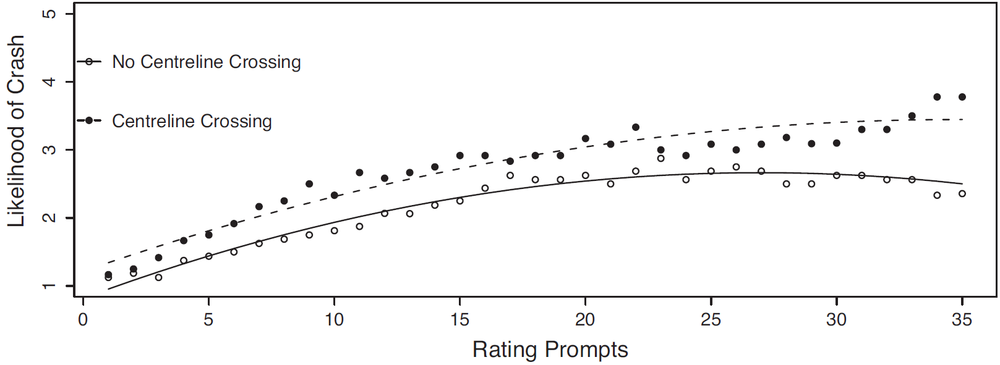 Likelihood of Crash
5
4
3
2
1
No Centreline Crossing
Centreline Crossing
0 5 10 15 20 25 30 35
Rating Prompts